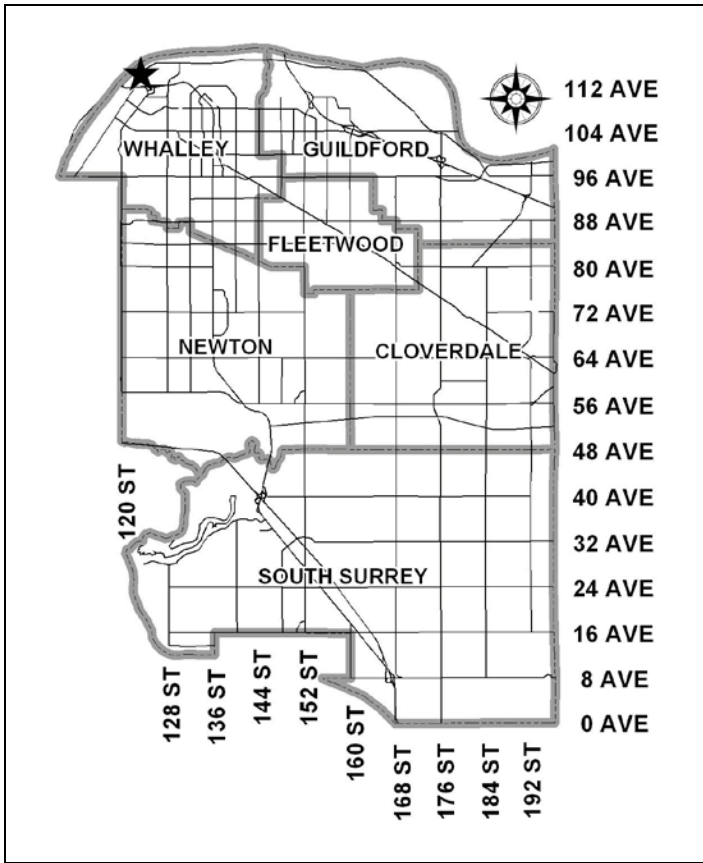 112 AVE
104 AVE
WHALLEY
GUILDFORD
96 AVE
88 AVE
FLEETWOOD
80 AVE
72 AVE
NEWTON
CLOVERDALE
64 AVE
56 AVE
48 AVE
120 ST
40 AVE
32 AVE
SOUTH SURREY
24 AVE
16 AVE
128 ST
136 ST
144 ST
152 ST
8 AVE
160 ST
0 AVE
168 ST
176 ST
184 ST
192 ST